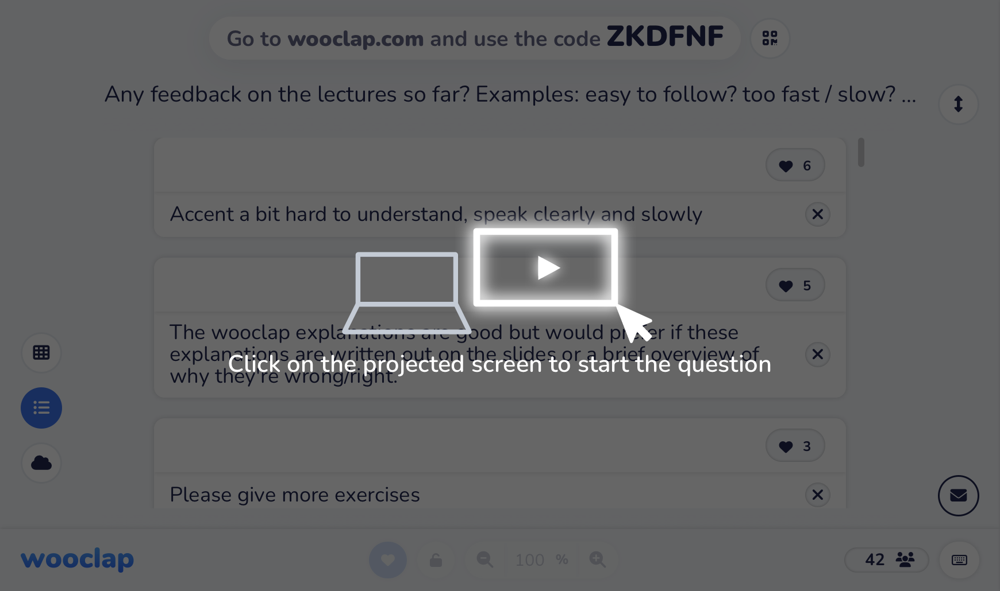 Go to wooclap.com and use the code ZKDFNF
Any feedback on the lectures so far? Examples: easy to follow? too fast / slow? ...
6
Accent a bit hard to understand, speak clearly and slowly
5
The wooclap explanations are good but would prefer if these
explanations are written out on the slides or a brief overview of
why they're wrong/right.
Click on the projected screen to start the question
3
Please give more exercises
wooclap
100 %
42